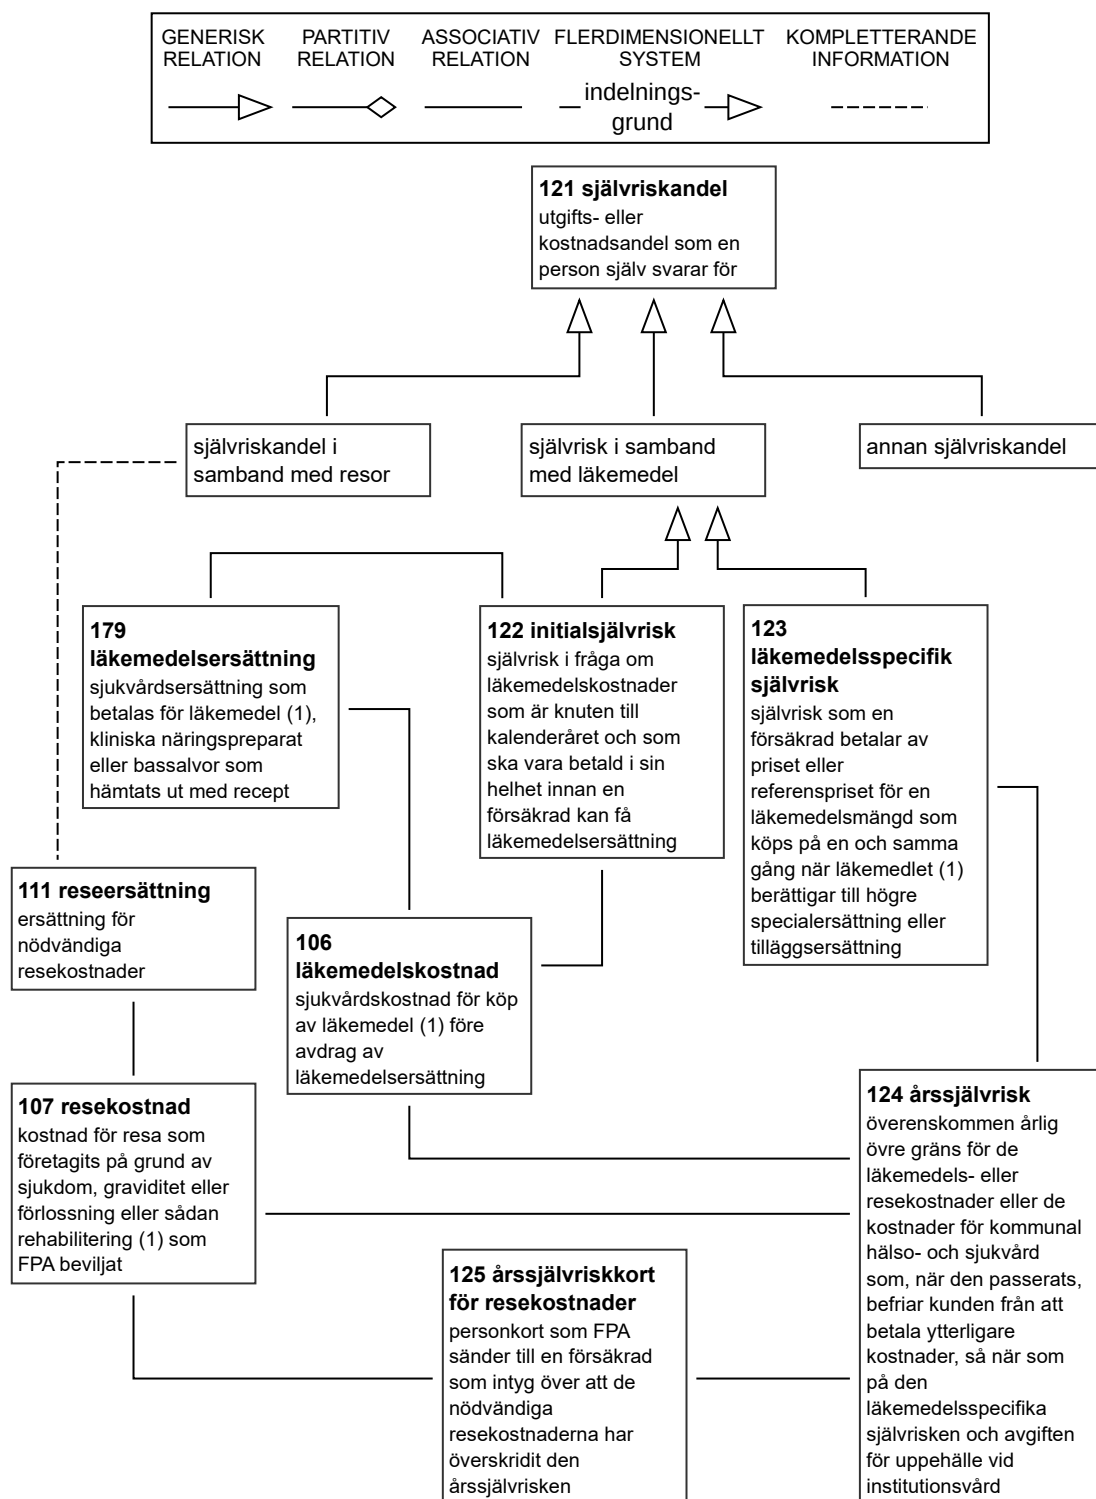 GENERISK
RELATION
PARTITIV
RELATION
ASSOCIATIV
RELATION
FLERDIMENSIONELLT
SYSTEM
indelnings-
grund
KOMPLETTERANDE
INFORMATION
121 självriskandel
utgifts- eller
kostnadsandel som en
person själv svarar för
självriskandel i
samband med resor
självrisk i samband
med läkemedel
annan självriskandel
179
läkemedelsersättning
sjukvårdsersättning som
betalas för läkemedel (1),
kliniska näringspreparat
eller bassalvor som
hämtats ut med recept
122 initialsjälvrisk
självrisk i fråga om
läkemedelskostnader
som är knuten till
kalenderåret och som
ska vara betald i sin
helhet innan en
försäkrad kan få
läkemedelsersättning
123
läkemedelsspecifik
självrisk
självrisk som en
försäkrad betalar av
priset eller
referenspriset för en
läkemedelsmängd som
köps på en och samma
gång när läkemedlet (1)
berättigar till högre
specialersättning eller
tilläggsersättning
111 reseersättning
ersättning för
nödvändiga
resekostnader
106
läkemedelskostnad
sjukvårdskostnad för köp
av läkemedel (1) före
avdrag av
läkemedelsersättning
107 resekostnad
kostnad för resa som
företagits på grund av
sjukdom, graviditet eller
förlossning eller sådan
rehabilitering (1) som
FPA beviljat
124 årssjälvrisk
överenskommen årlig
övre gräns för de
läkemedels- eller
resekostnader eller de
kostnader för kommunal
hälso- och sjukvård
som, när den passerats,
befriar kunden från att
betala ytterligare
kostnader, så när som
på den
läkemedelsspecifika
självrisken och avgiften
för uppehälle vid
institutionsvård
125 årssjälvriskkort
för resekostnader
personkort som FPA
sänder till en försäkrad
som intyg över att de
nödvändiga
resekostnaderna har
överskridit den
årssjälvrisken